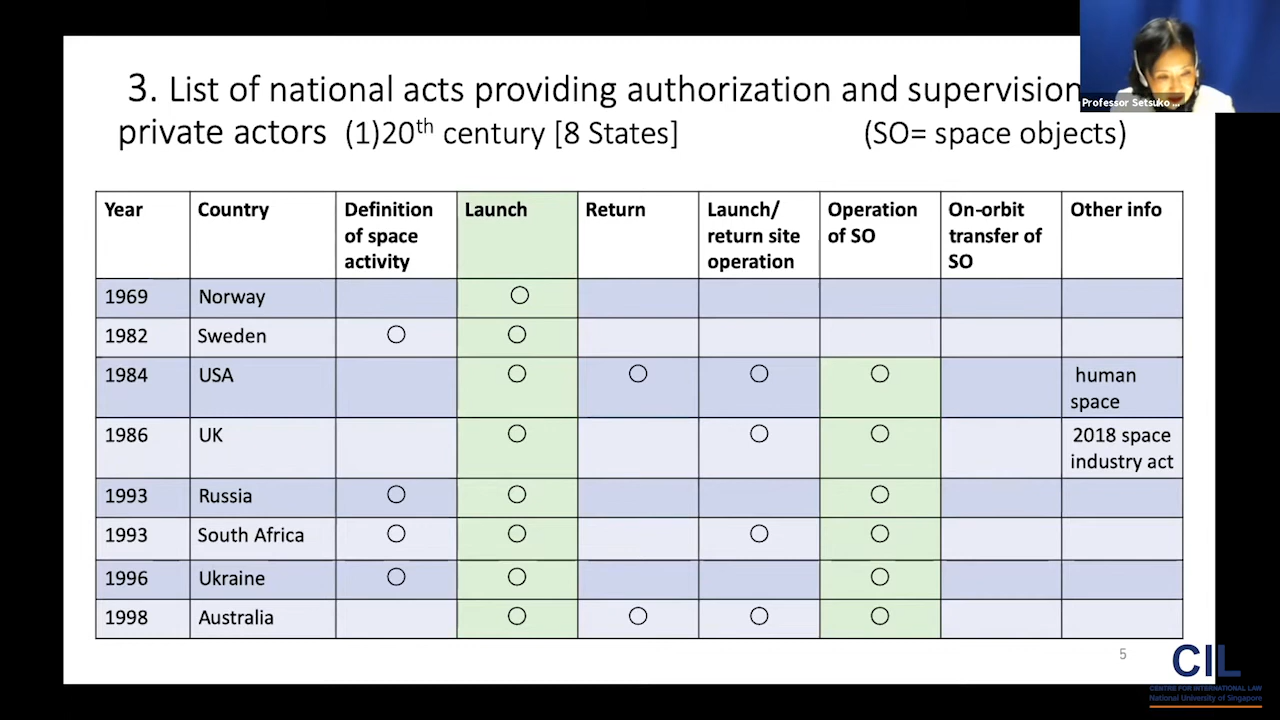 3. List of national acts providing authorization and supervision
private actors (1)20th century [8 States] (SO= space objects)
Professor Setsuko ...
Year Country Definition of space activity Launch Return Launch/ return site operation Operation of SO On-orbit transfer of SO Other info
1969 Norway ○
1982 Sweden ○ ○
1984 USA ○ ○ ○ ○ human space
1986 UK ○ ○ ○ 2018 space industry act
1993 Russia ○ ○ ○
1993 South Africa ○ ○ ○ ○
1996 Ukraine ○ ○ ○
1998 Australia ○ ○ ○ ○
5
CIL
CENTRE FOR INTERNATIONAL LAW
National University of Singapore